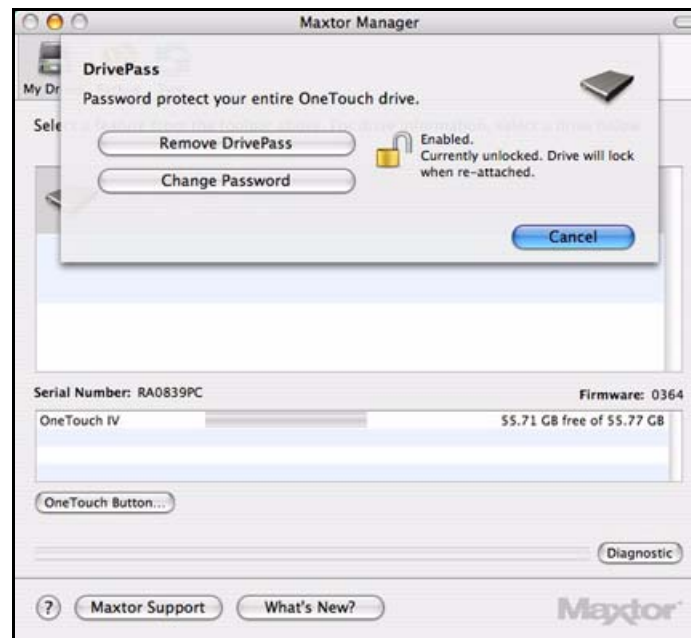 Maxtor Manager
DrivePass
My Dr
Password protect your entire OneTouch drive.
Sele
Remove DrivePass
Enabled.
Currently unlocked. Drive will lock
when re-attached.
Change Password
Cancel
Serial Number: RA0839PC
Firmware: 0364
OneTouch IV
55.71 GB free of 55.77 GB
OneTouch Button...
Diagnostic
?
Maxtor Support
What's New?
Maxtor